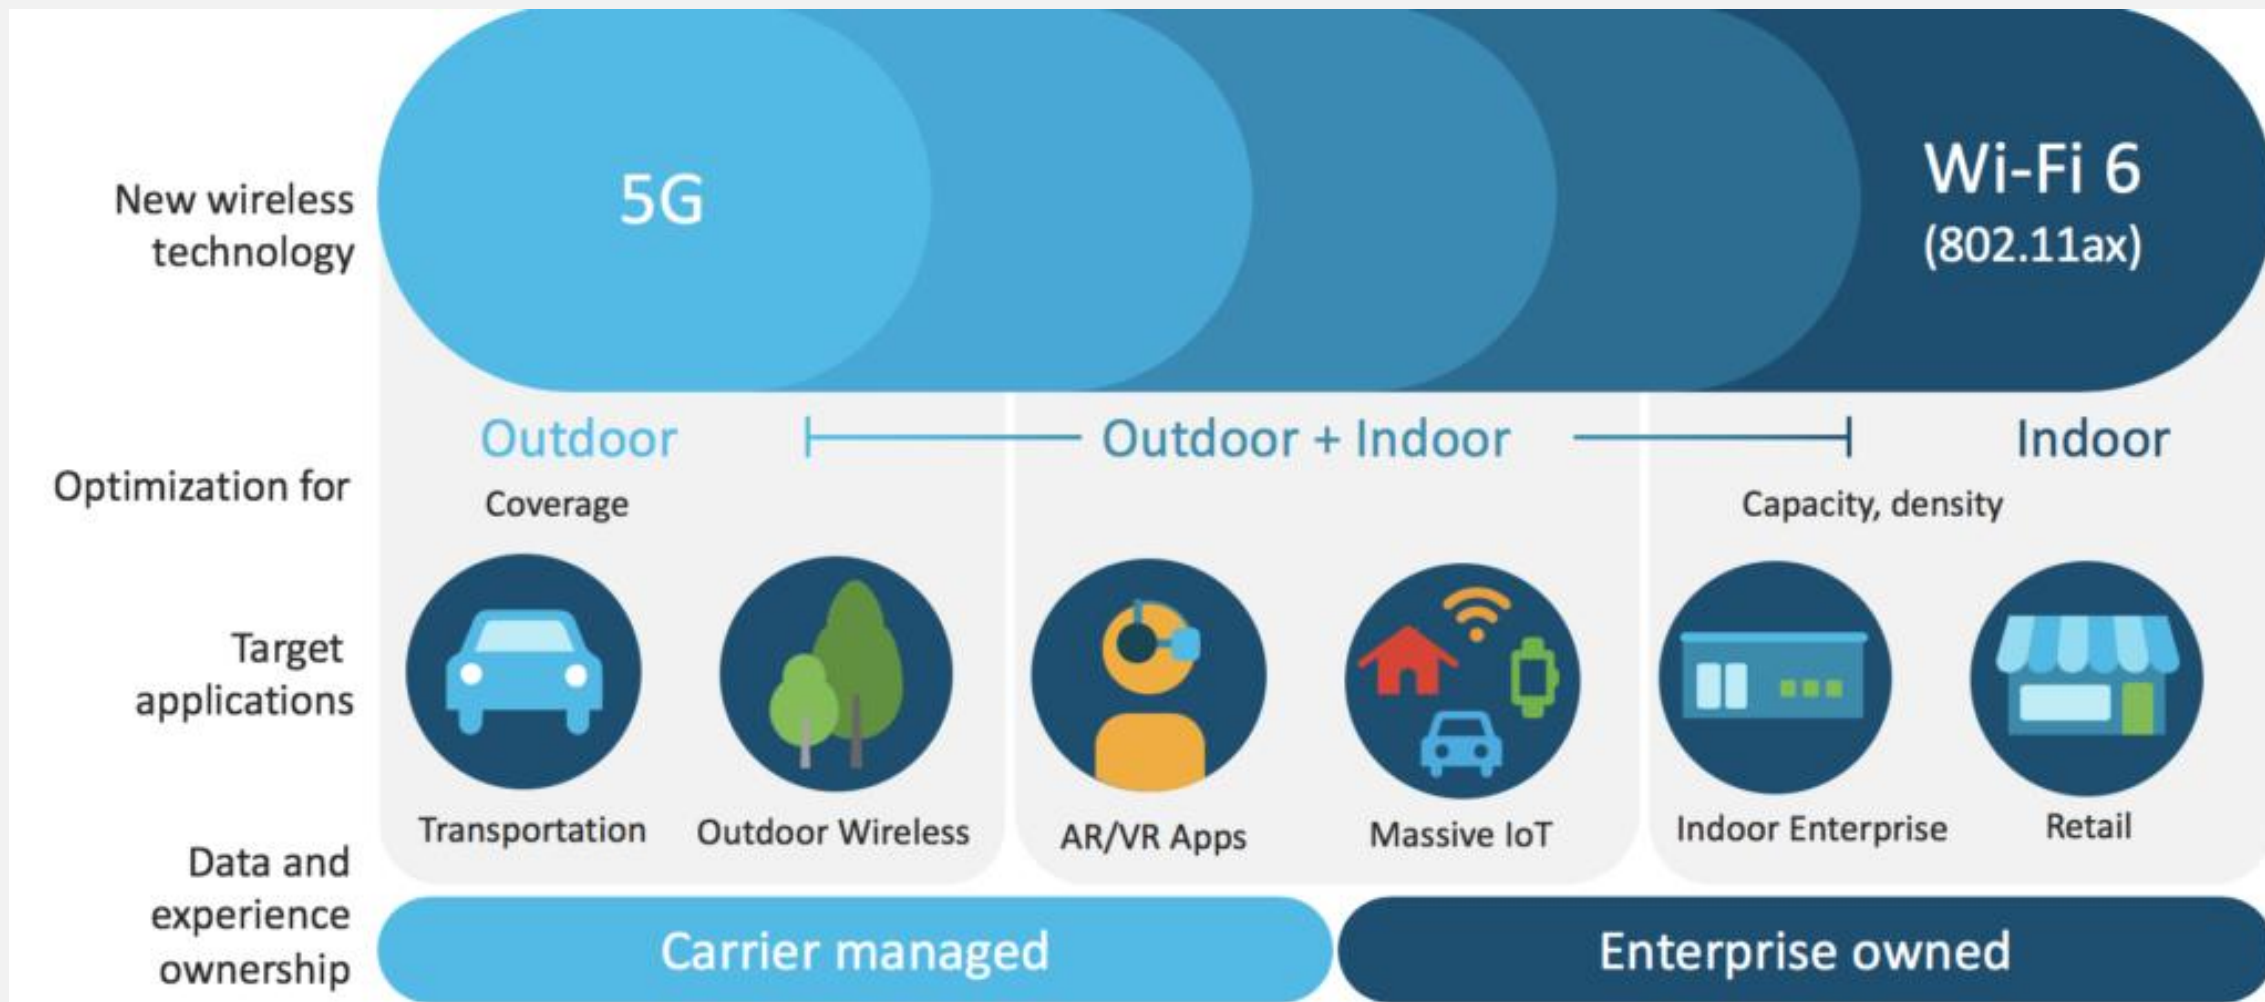 New wireless
technology
5G
Wi-Fi 6
(802.11ax)
Optimization for
Outdoor
Outdoor + Indoor
Indoor
Coverage
Capacity, density
Target
applications
Transportation
Outdoor Wireless
AR/VR Apps
Massive IoT
Indoor Enterprise
Retail
Data and
experience
ownership
Carrier managed
Enterprise owned